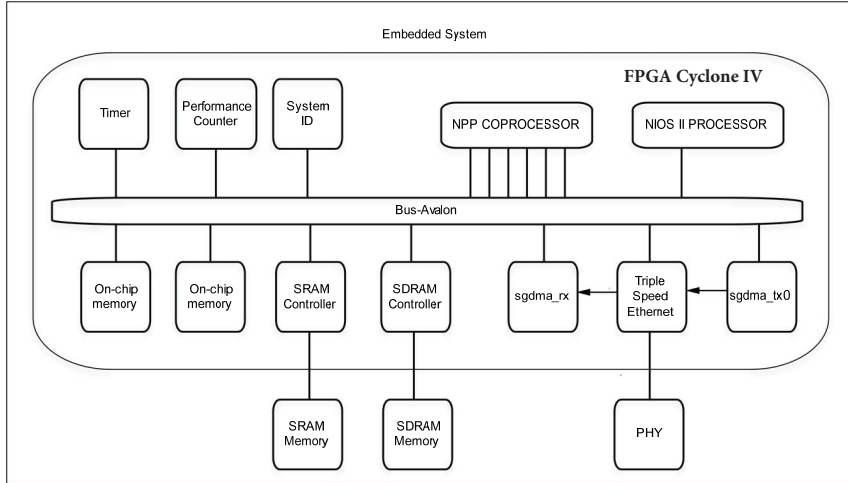 Embedded System
FPGA Cyclone IV
Timer
Performance
Counter
System
ID
NPP COPROCESSOR
NIOS II PROCESSOR
Bus-Avalon
On-chip
memory
On-chip
memory
SRAM
Controller
SDRAM
Controller
sgdma_rx
Triple
Speed
Ethernet
sgdma_tx0
SRAM
Memory
SDRAM
Memory
PHY